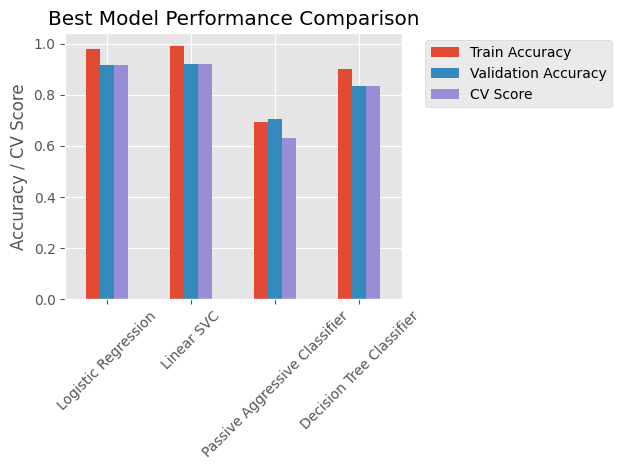 Best Model Performance Comparison
Train Accuracy
Validation Accuracy
CV Score
Accuracy / CV Score
1.0
0.8
0.6
0.4
0.2
0.0
Logistic Regression
Linear SVC
Passive Aggressive Classifier
Decision Tree Classifier